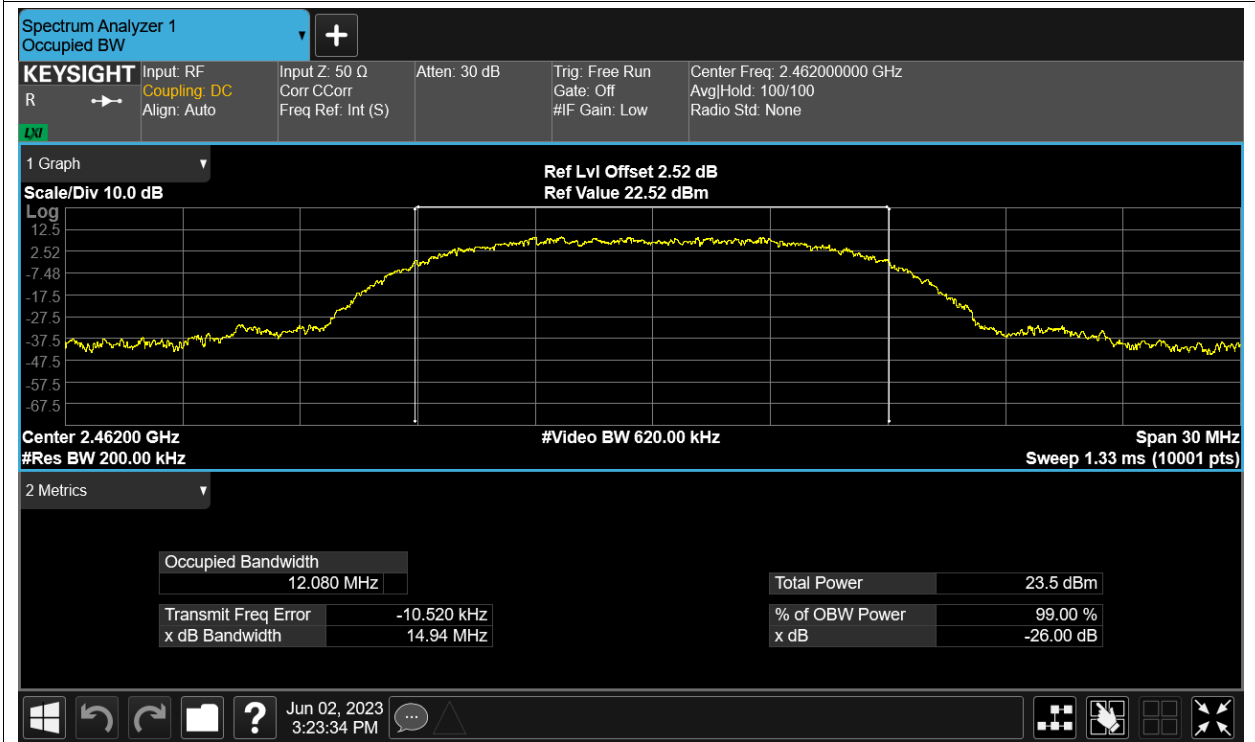 Spectrum Analyzer 1
Occupied BW
KEYSIGHT
R
LXI
Input: RF
Coupling: DC
Align: Auto
Input Z: 50 Ω
Corr CCorr
Freq Ref: Int (S)
Atten: 30 dB
Trig: Free Run
Gate: Off
#IF Gain: Low
Center Freq: 2.462000000 GHz
Avg|Hold: 100/100
Radio Std: None
1 Graph
Scale/Div 10.0 dB
Ref Lvl Offset 2.52 dB
Ref Value 22.52 dBm
Log
12.5
2.52
-7.48
-17.5
-27.5
-37.5
-47.5
-57.5
-67.5
Center 2.46200 GHz
#Video BW 620.00 kHz
Span 30 MHz
#Res BW 200.00 kHz
Sweep 1.33 ms (10001 pts)
2 Metrics
Occupied Bandwidth
12.080 MHz
Transmit Freq Error -10.520 kHz
x dB Bandwidth 14.94 MHz
Total Power 23.5 dBm
% of OBW Power 99.00 %
x dB -26.00 dB
?
Jun 02, 2023
3:23:34 PM